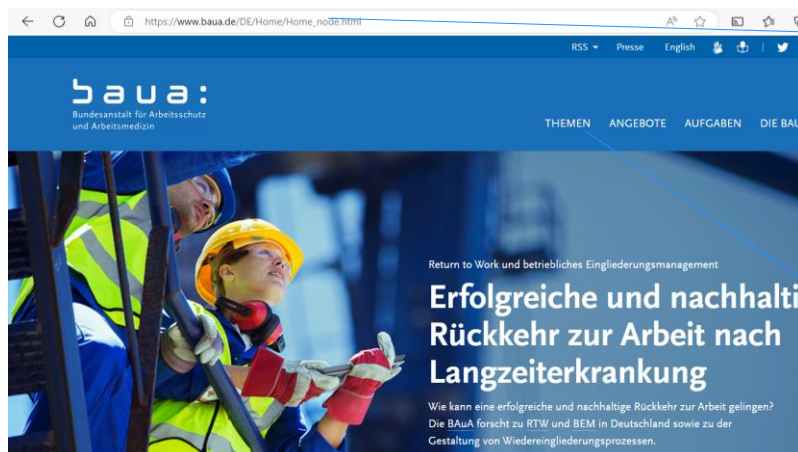 https://www.baua.de/DE/Home/Home_node.html
RSS Presse English
baua:
Bundesanstalt für Arbeitsschutz
und Arbeitsmedizin
THEMEN ANGEBOTE AUFGABEN DIE BAU
Return to Work und betriebliches Eingliederungsmanagement
Erfolgreiche und nachhalti
Rückkehr zur Arbeit nach
Langzeiterkrankung
Wie kann eine erfolgreiche und nachhaltige Rückkehr zur Arbeit gelingen?
Die BAuA forscht zu RTW und BEM in Deutschland sowie zu der
Gestaltung von Wiedereingliederungsprozessen.